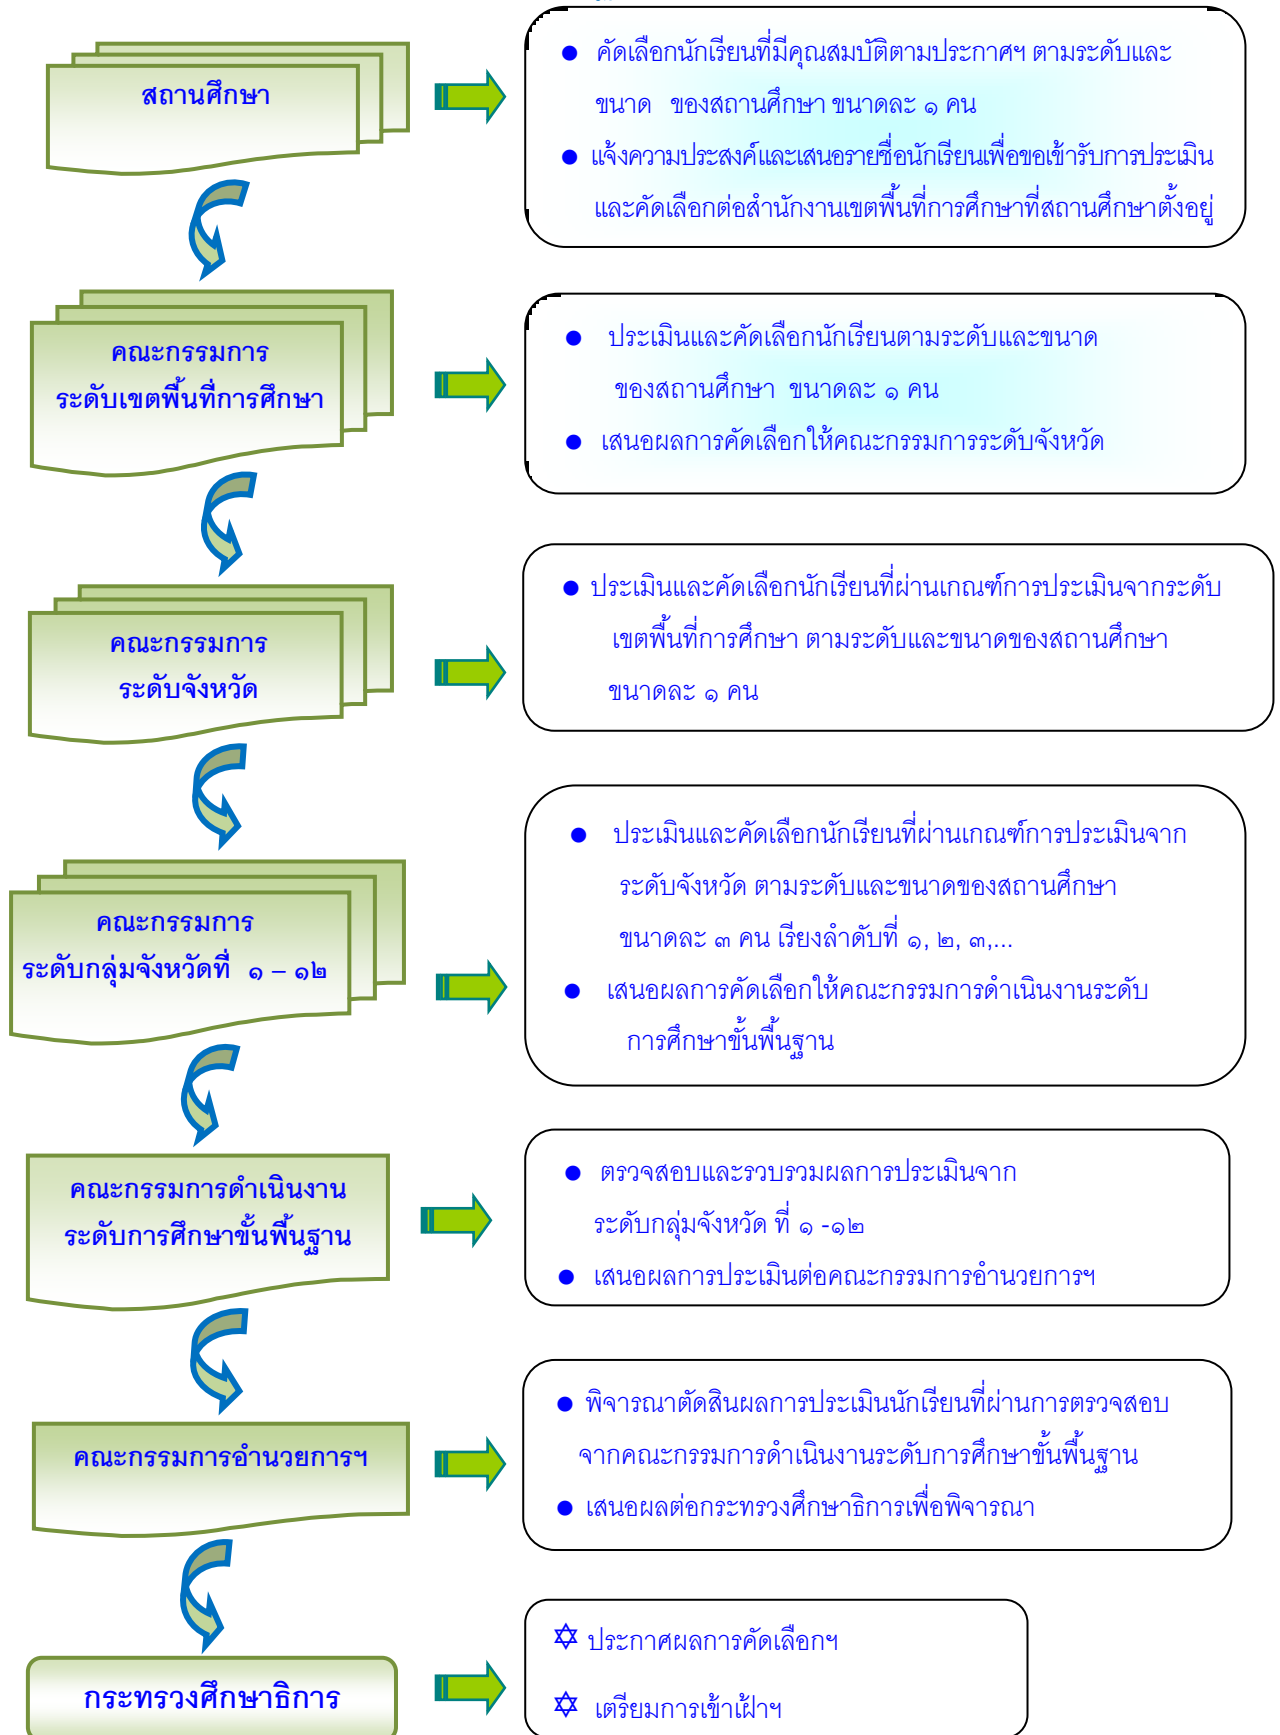 สถานศึกษา
● คัดเลือกนักเรียนที่มีคุณสมบัติตามประกาศฯ ตามระดับและ
ขนาด ของสถานศึกษา ขนาดละ ๑ คน
● แจ้งความประสงค์และเสนอรายชื่อนักเรียนเพื่อขอเข้ารับการประเมิน
และคัดเลือกต่อสำนักงานเขตพื้นที่การศึกษาที่สถานศึกษาตั้งอยู่
คณะกรรมการ
ระดับเขตพื้นที่การศึกษา
● ประเมินและคัดเลือกนักเรียนตามระดับและขนาด
ของสถานศึกษา ขนาดละ ๑ คน
● เสนอผลการคัดเลือกให้คณะกรรมการระดับจังหวัด
คณะกรรมการ
ระดับจังหวัด
● ประเมินและคัดเลือกนักเรียนที่ผ่านเกณฑ์การประเมินจากระดับ
เขตพื้นที่การศึกษา ตามระดับและขนาดของสถานศึกษา
ขนาดละ ๑ คน
คณะกรรมการ
ระดับกลุ่มจังหวัดที่ ๑ – ๑๒
● ประเมินและคัดเลือกนักเรียนที่ผ่านเกณฑ์การประเมินจาก
ระดับจังหวัด ตามระดับและขนาดของสถานศึกษา
ขนาดละ ๓ คน เรียงลำดับที่ ๑, ๒, ๓,...
● เสนอผลการคัดเลือกให้คณะกรรมการดำเนินงานระดับ
การศึกษาขั้นพื้นฐาน
คณะกรรมการดำเนินงาน
ระดับการศึกษาขั้นพื้นฐาน
● ตรวจสอบและรวบรวมผลการประเมินจาก
ระดับกลุ่มจังหวัด ที่ ๑ -๑๒
● เสนอผลการประเมินต่อคณะกรรมการอำนวยการฯ
คณะกรรมการอำนวยการฯ
● พิจารณาตัดสินผลการประเมินนักเรียนที่ผ่านการตรวจสอบ
จากคณะกรรมการดำเนินงานระดับการศึกษาขั้นพื้นฐาน
● เสนอผลต่อกระทรวงศึกษาธิการเพื่อพิจารณา
กระทรวงศึกษาธิการ
✡ ประกาศผลการคัดเลือกฯ
✡ เตรียมการเข้าเฝ้าฯ